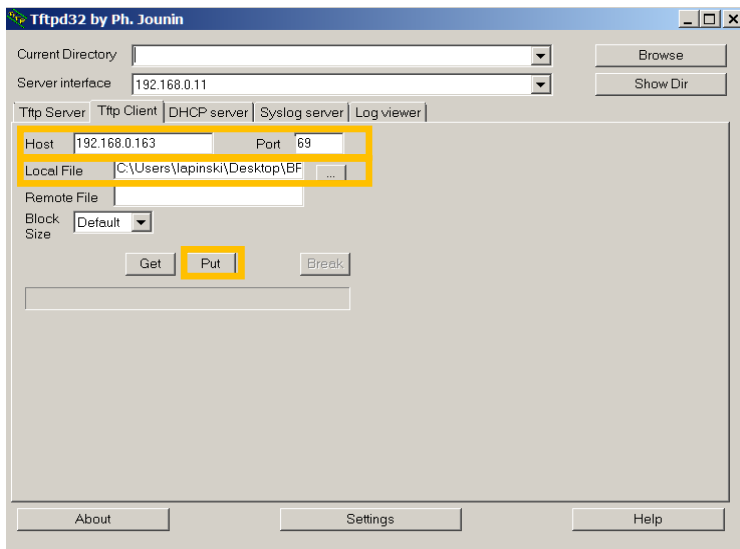 Tftpd32 by Ph. Jounin
Current Directory
Browse
Server interface 192.168.0.11
Show Dir
Tftp Server Tftp Client DHCP server Syslog server Log viewer
Host 192.168.0.163 Port 69
Local File C:\Users\lapinski\Desktop\BF ...
Remote File
Block Size Default
Get Put Break
About Settings Help